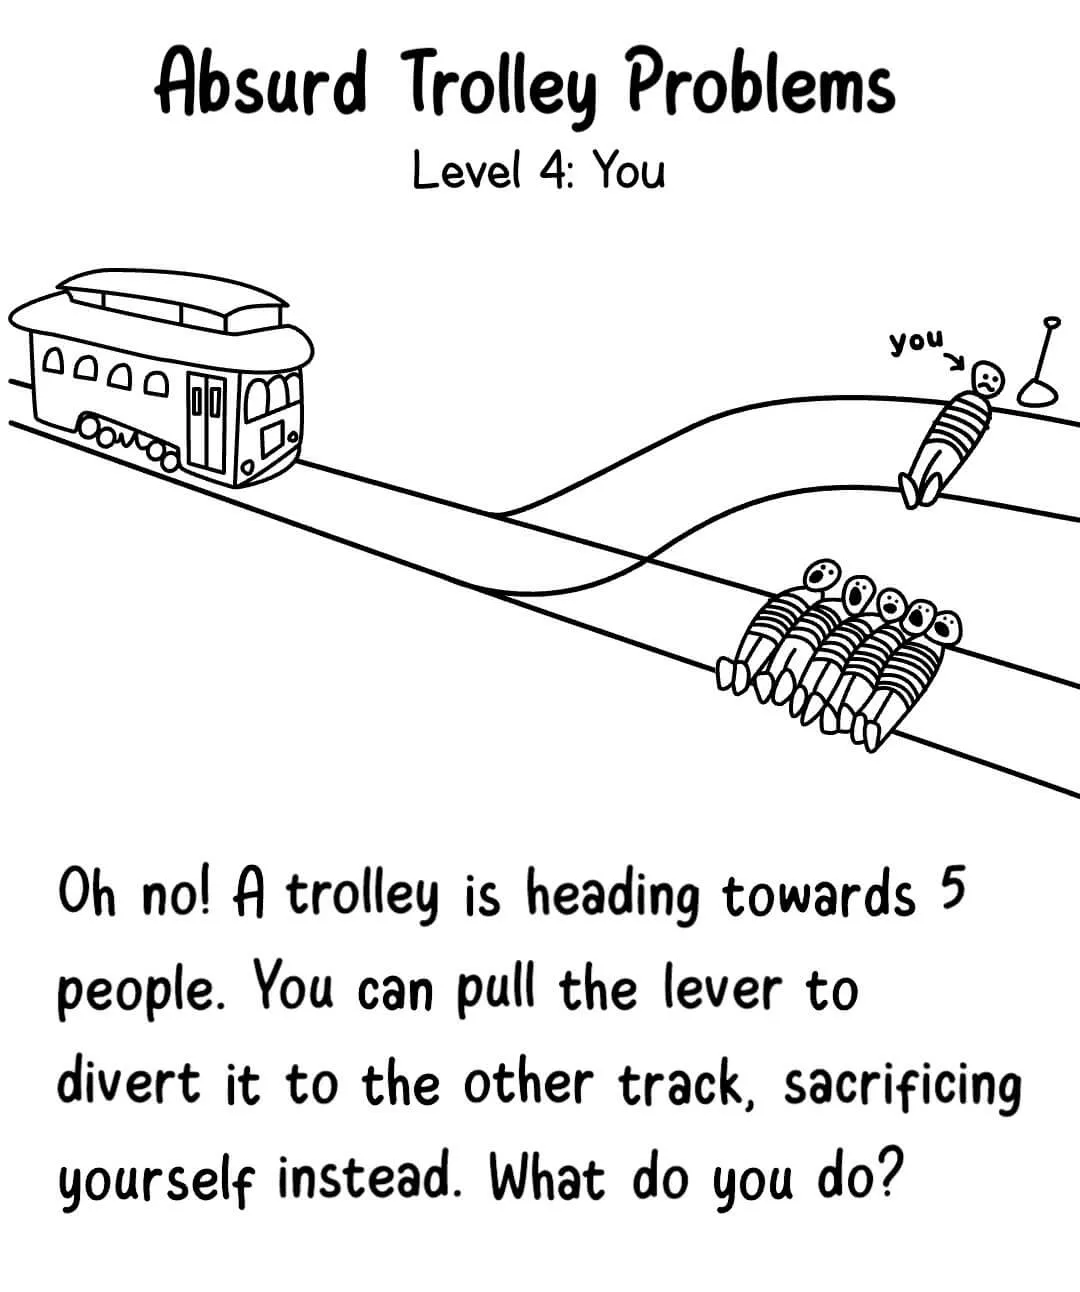 Absurd Trolley Problems
Level 4: You
you
Oh no! A trolley is heading towards 5
people. You can pull the lever to
divert it to the other track, sacrificing
yourself instead. What do you do?